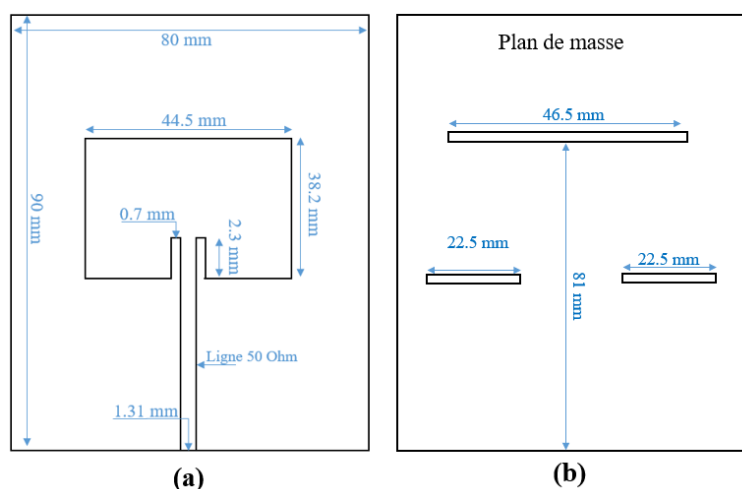 80 mm
44.5 mm
38.2 mm
0.7 mm
2.3 mm
90 mm
Ligne 50 Ohm
1.31 mm
(a)
Plan de masse
46.5 mm
22.5 mm
22.5 mm
81 mm
(b)